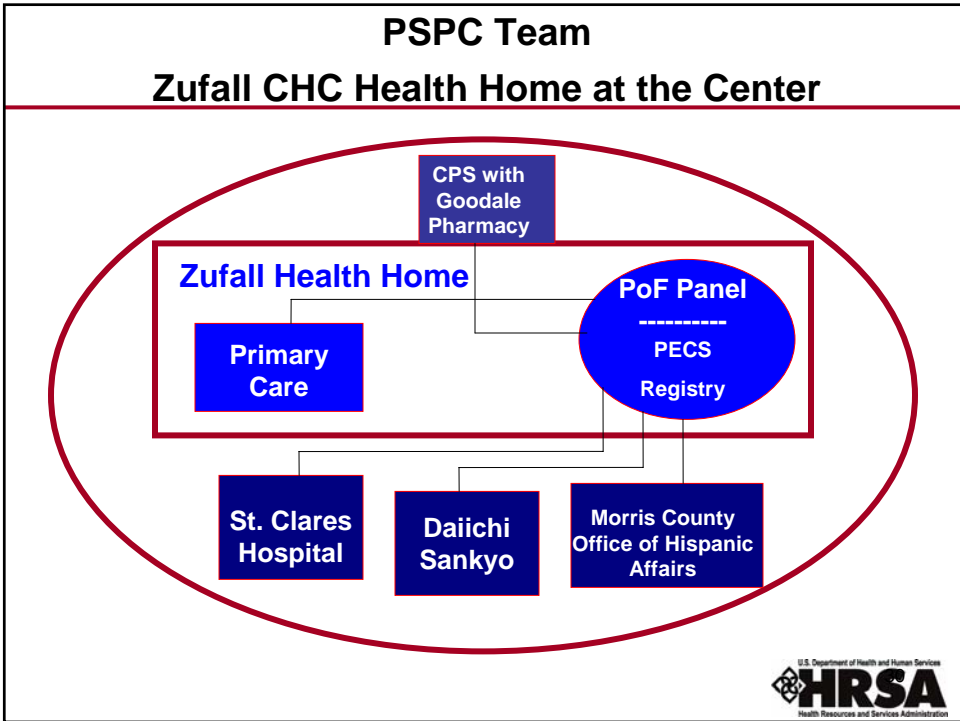 PSPC Team
Zufall CHC Health Home at the Center
CPS with
Goodale
Pharmacy
Zufall Health Home
PoF Panel
----------
PECS
Registry
Primary
Care
St. Clares
Hospital
Daiichi
Sankyo
Morris County
Office of Hispanic
Affairs
U.S. Department of Health and Human Services
HRSA
Health Resources and Services Administration